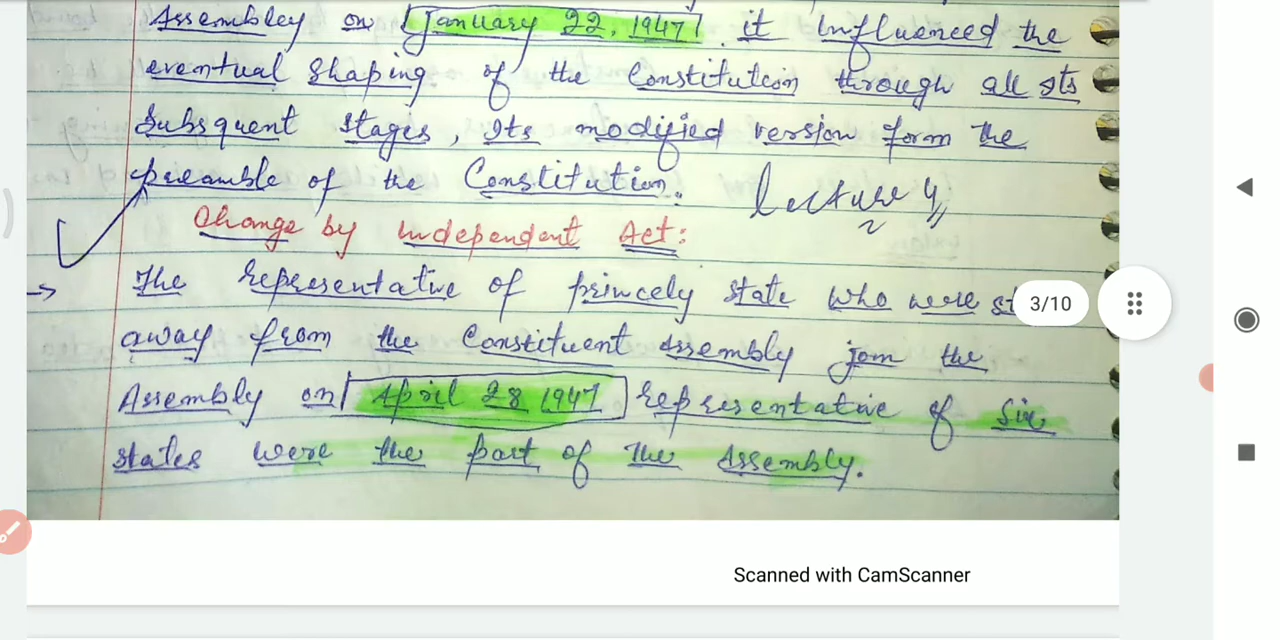 Assembley on January 22, 1947. it influenced the
eventual shaping of the Constitution through all its
Subsquent stages, Its modified version form the
preamble of the Constitution. lecture 4
Change by independent Act:
The representative of princely state who were
3/10
away from the Constituent Assembly join the
Assembly on April 28 1947 representative of six
states were the part of the Assembly.
Scanned with CamScanner